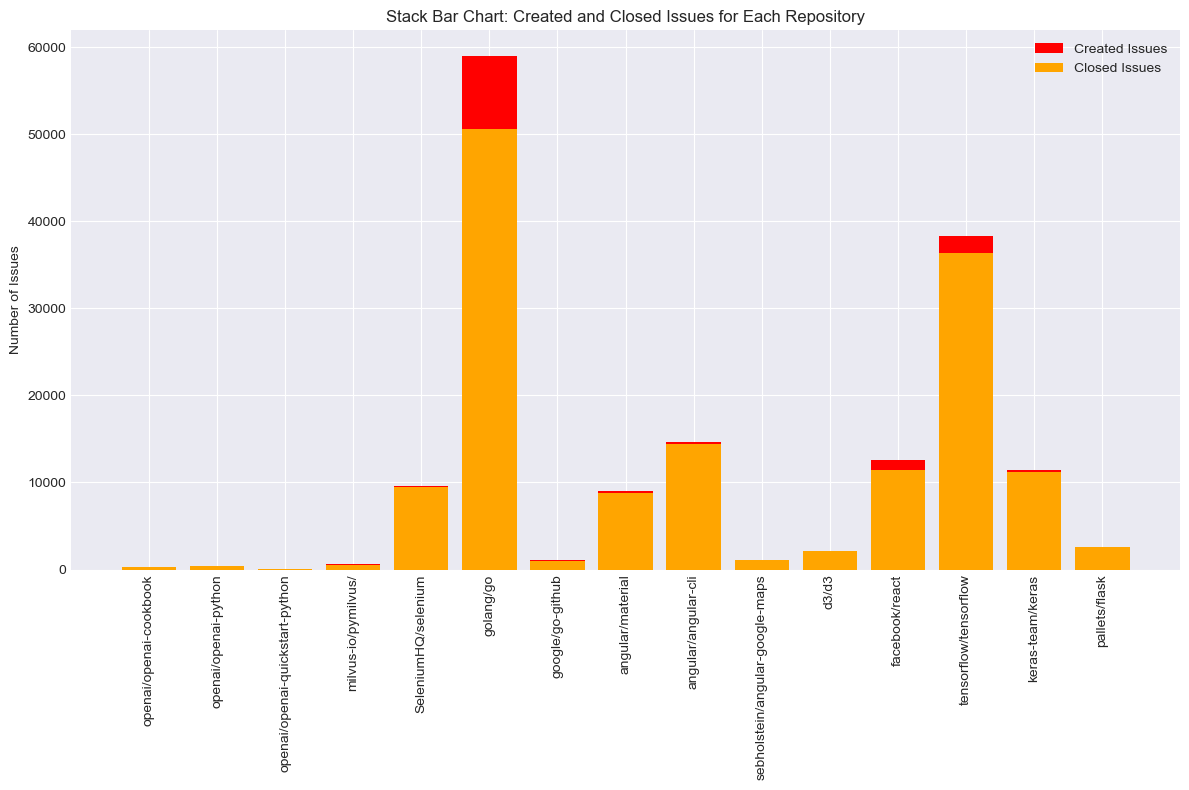 Stack Bar Chart: Created and Closed Issues for Each Repository
Created Issues
Closed Issues
Number of Issues
60000
50000
40000
30000
20000
10000
0
openai/openai-cookbook
openai/openai-python
openai/openai-quickstart-python
milvus-io/pymilvus/
SeleniumHQ/selenium
golang/go
google/go-github
angular/material
angular/angular-cli
sebholstein/angular-google-maps
d3/d3
facebook/react
tensorflow/tensorflow
keras-team/keras
pallets/flask